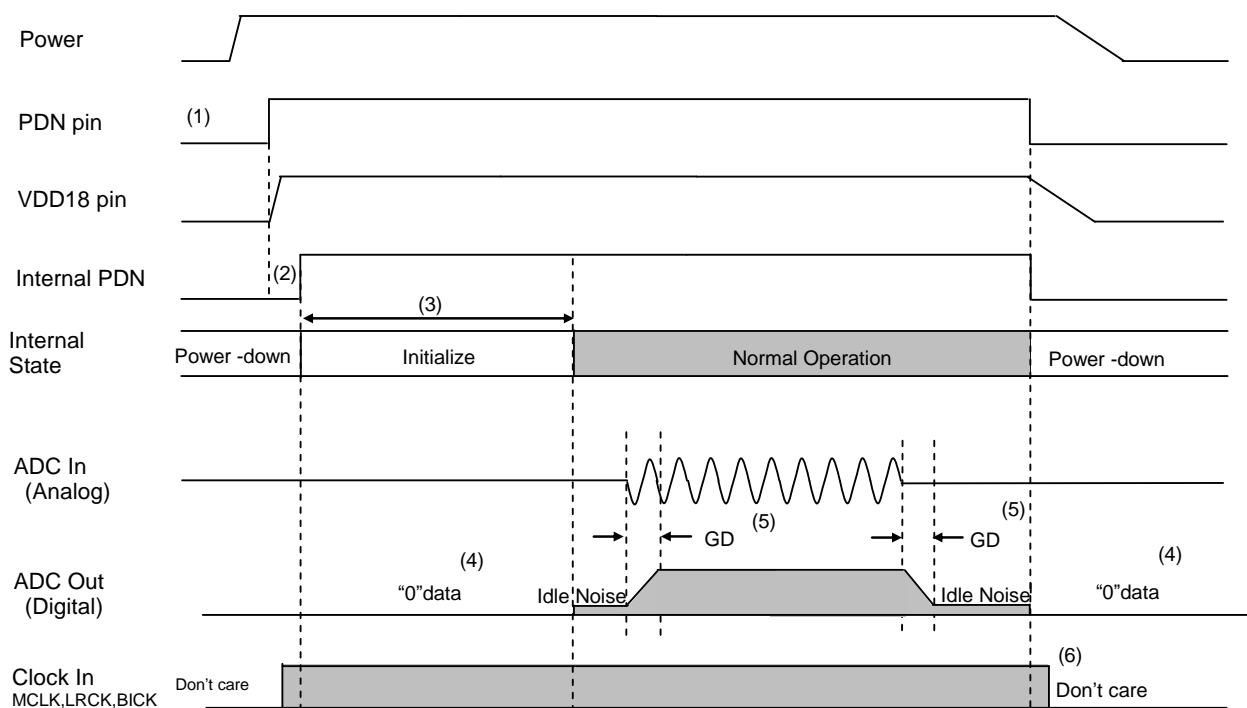 Power
PDN pin
(1)
VDD18 pin
Internal PDN
(2)
(3)
Internal
State
Power -down
Initialize
Normal Operation
Power -down
ADC In
(Analog)
(5)
GD
(5)
GD
ADC Out
(Digital)
(4)
“0”data
Idle Noise
Idle Noise
(4)
“0”data
Clock In
MCLK,LRCK,BICK
Don’t care
(6)
Don’t care